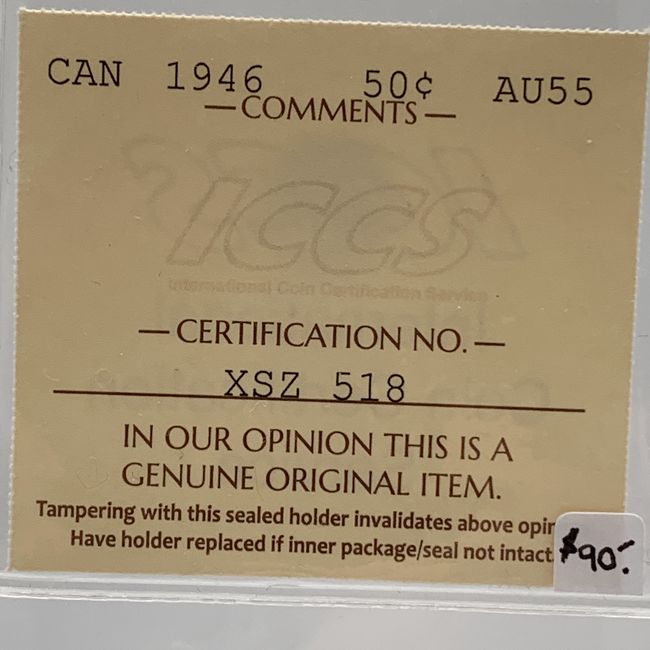 CAN 1946 50¢ AU55
— COMMENTS —
ICCS
International Coin Certification Service
— CERTIFICATION NO. —
XSZ 518
IN OUR OPINION THIS IS A
GENUINE ORIGINAL ITEM.
Tampering with this sealed holder invalidates above
Have holder replaced if inner package/seal not intact
$90.-